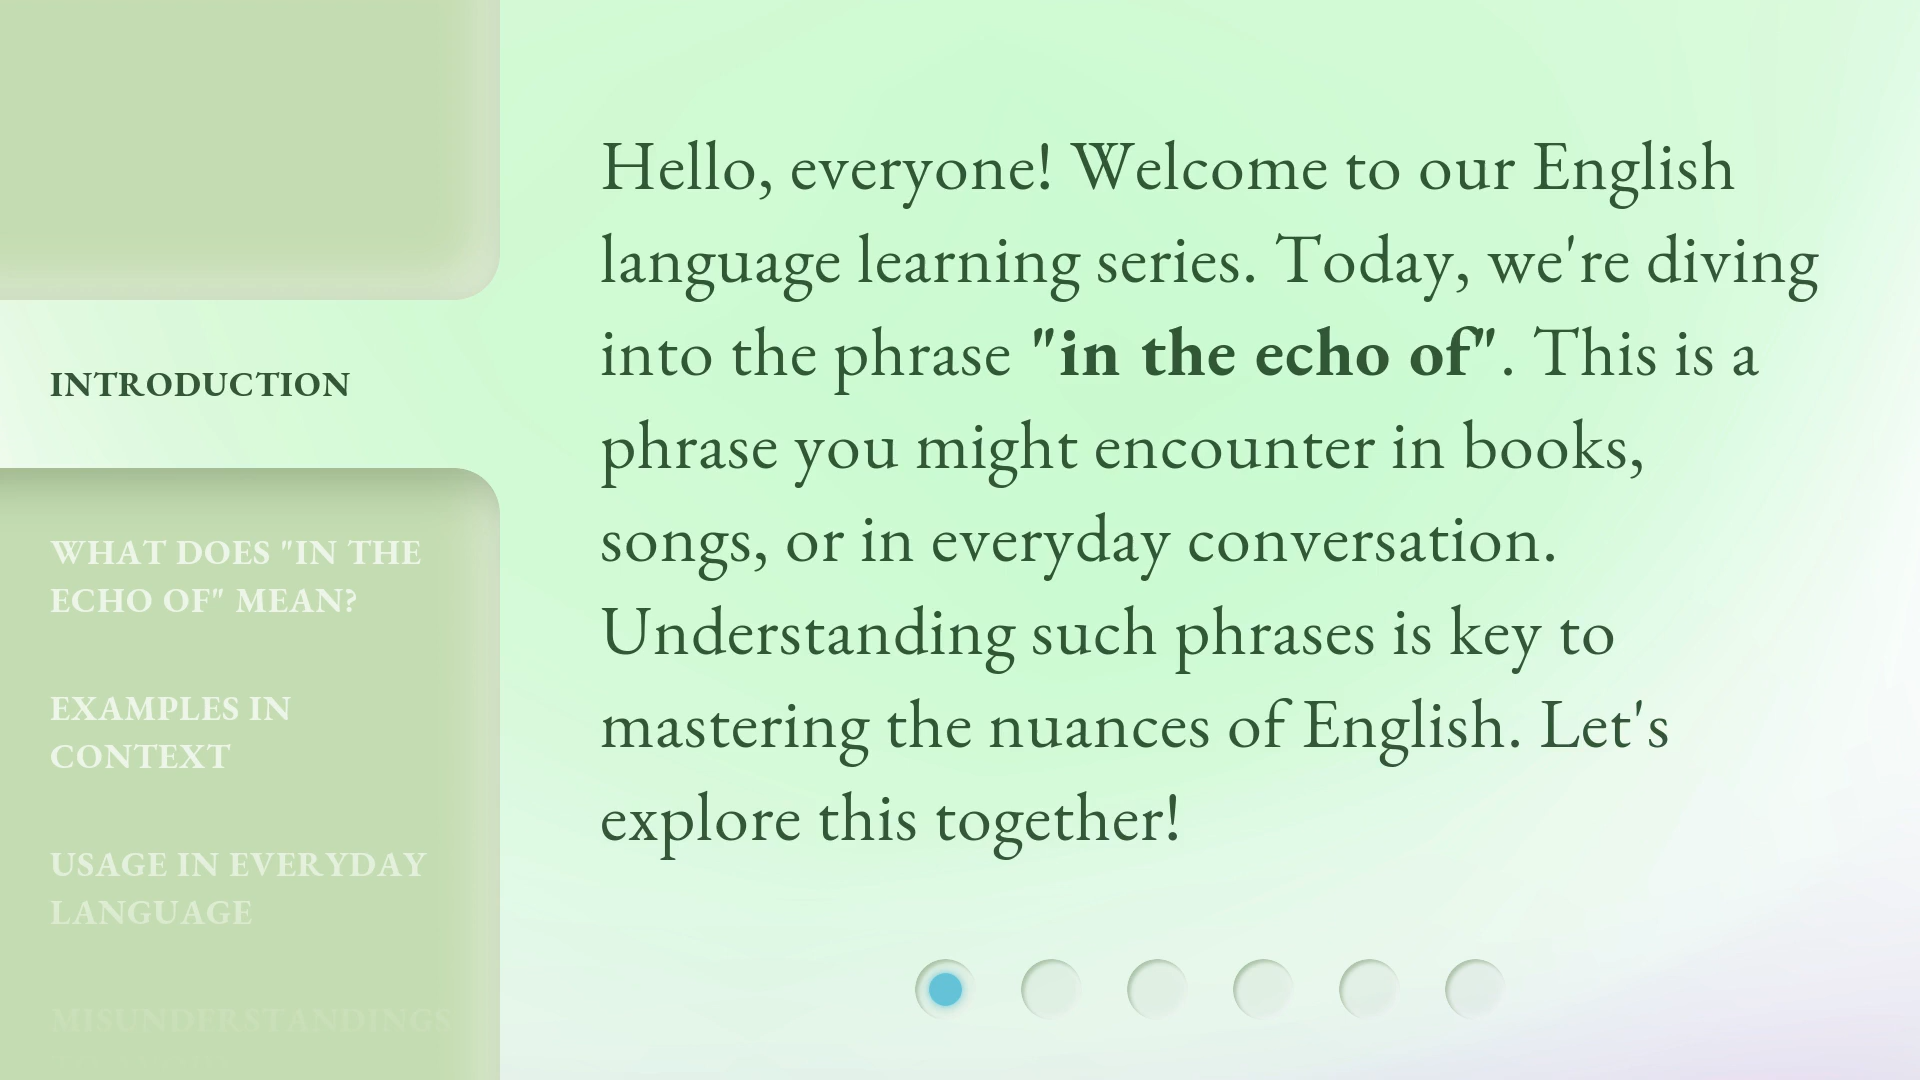 INTRODUCTION
WHAT DOES "IN THE
ECHO OF" MEAN?
EXAMPLES IN
CONTEXT
USAGE IN EVERYDAY
LANGUAGE
MISUNDERSTANDINGS
Hello, everyone! Welcome to our English
language learning series. Today, we're diving
into the phrase "in the echo of". This is a
phrase you might encounter in books,
songs, or in everyday conversation.
Understanding such phrases is key to
mastering the nuances of English. Let's
explore this together!